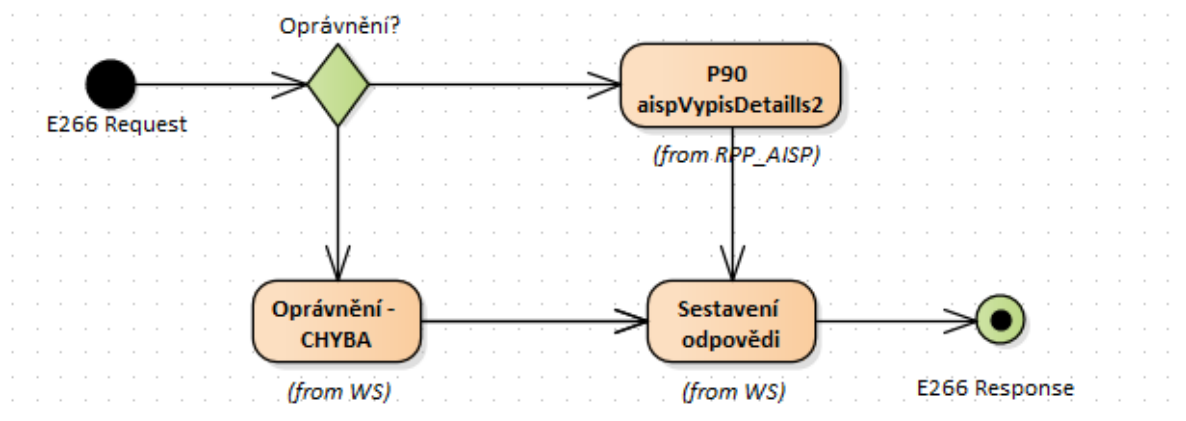 Oprávnění?
E266 Request
P90
aispVypisDetailIs2
(from RPP_AISP)
Oprávnění -
CHYBA
(from WS)
Sestavení
odpovědi
(from WS)
E266 Response